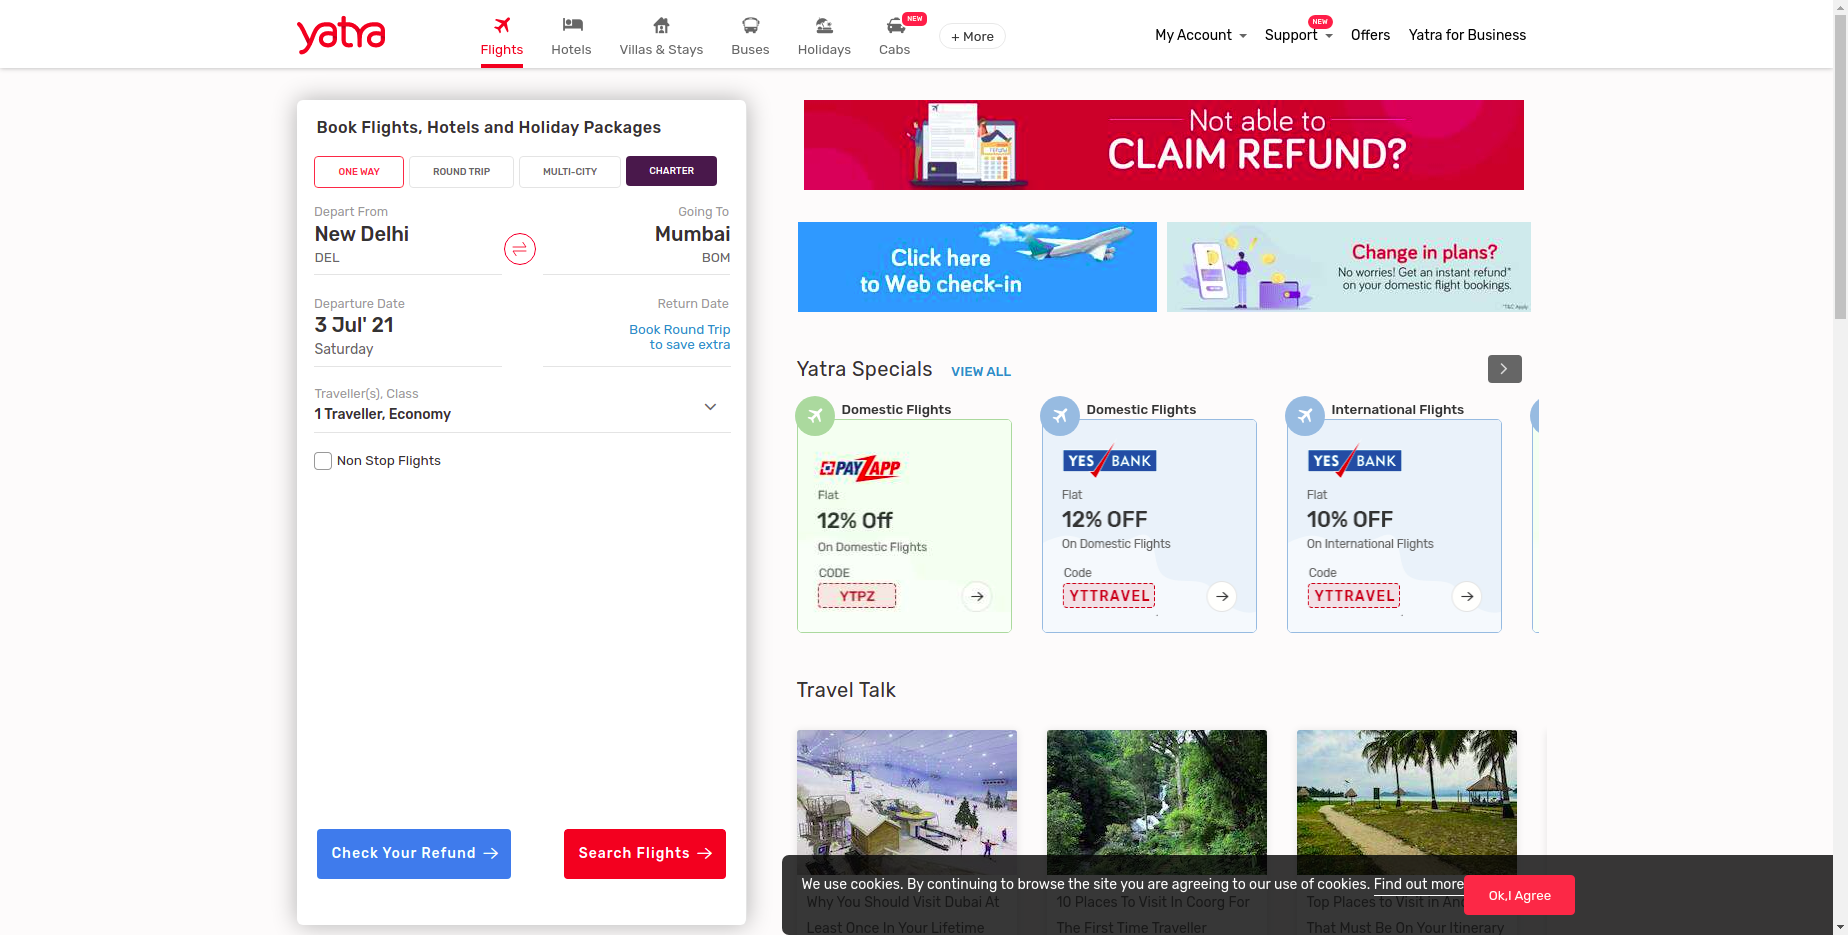 yatra
Flights
Hotels
Villas & Stays
Buses
Holidays
NEW
Cabs
+ More
My Account
NEW
Support
Offers
Yatra for Business
Book Flights, Hotels and Holiday Packages
ONE WAY
ROUND TRIP
MULTI-CITY
CHARTER
Depart From
New Delhi
DEL
Going To
Mumbai
BOM
Departure Date
3 Jul' 21
Saturday
Return Date
Book Round Trip
to save extra
Traveller(s), Class
1 Traveller, Economy
Non Stop Flights
Check Your Refund
Search Flights
Not able to
CLAIM REFUND?
Click here
to Web check-in
Change in plans?
No worries! Get an instant refund*
on your domestic flight bookings.
*T&C Apply
Yatra Specials
VIEW ALL
Domestic Flights
PAYZAPP
Flat
12% Off
On Domestic Flights
CODE
YTPZ
Domestic Flights
YES BANK
Flat
12% OFF
On Domestic Flights
Code
YTTRAVEL
International Flights
YES BANK
Flat
10% OFF
On International Flights
Code
YTTRAVEL
Travel Talk
We use cookies. By continuing to browse the site you are agreeing to our use of cookies. Find out more
Ok,I Agree
Why You Should Visit Dubai At
Least Once In Your Lifetime
10 Places To Visit In Coorg For
The First Time Traveller
Top Places to Visit in
That Must Be On Your Itinerary